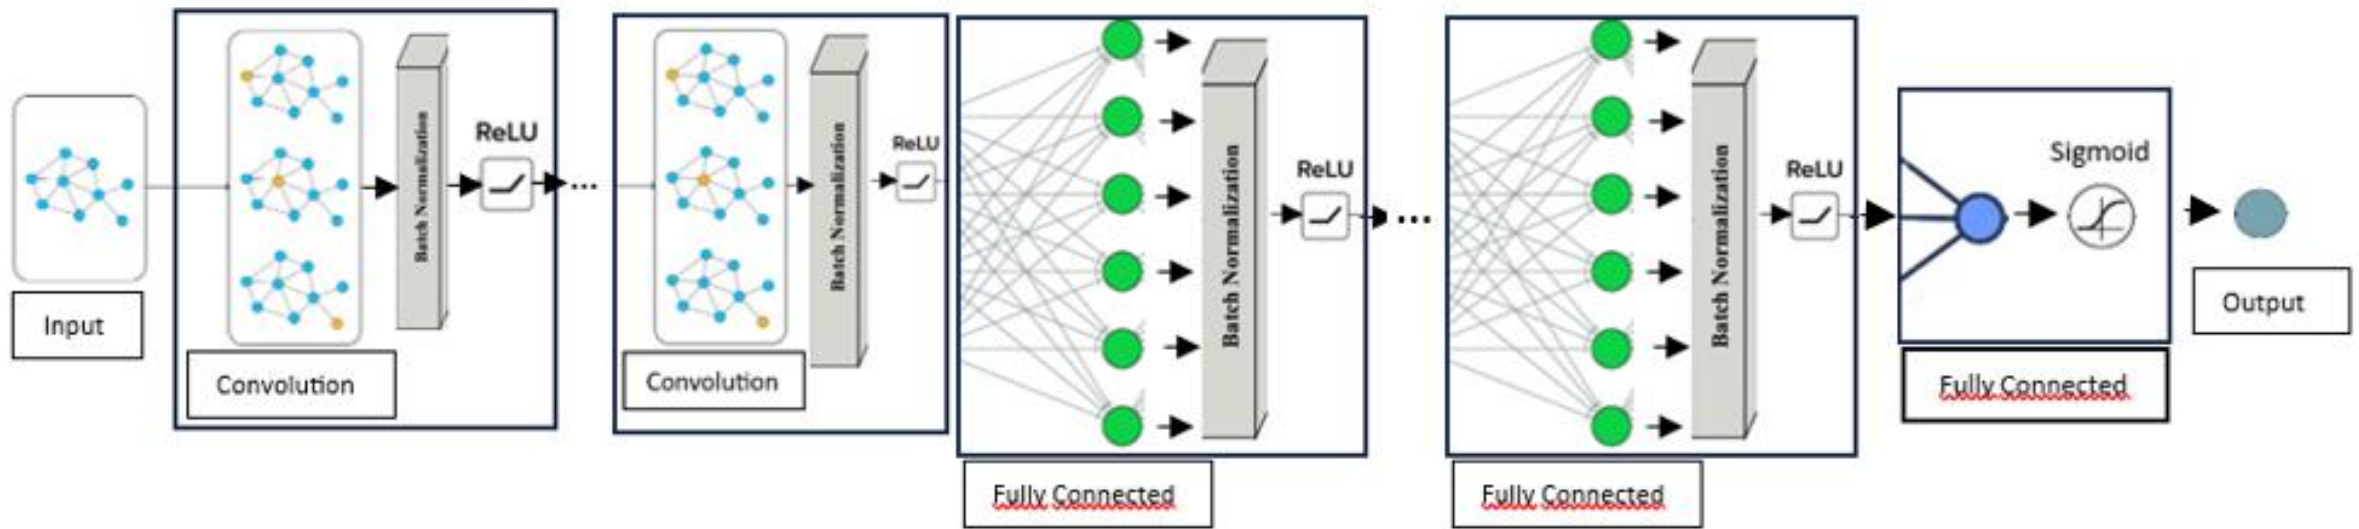 Input
Convolution
Batch Normalization
ReLU
...
Convolution
Batch Normalization
ReLU
Fully Connected
Batch Normalization
ReLU
...
Fully Connected
Batch Normalization
ReLU
Sigmoid
Fully Connected
Output